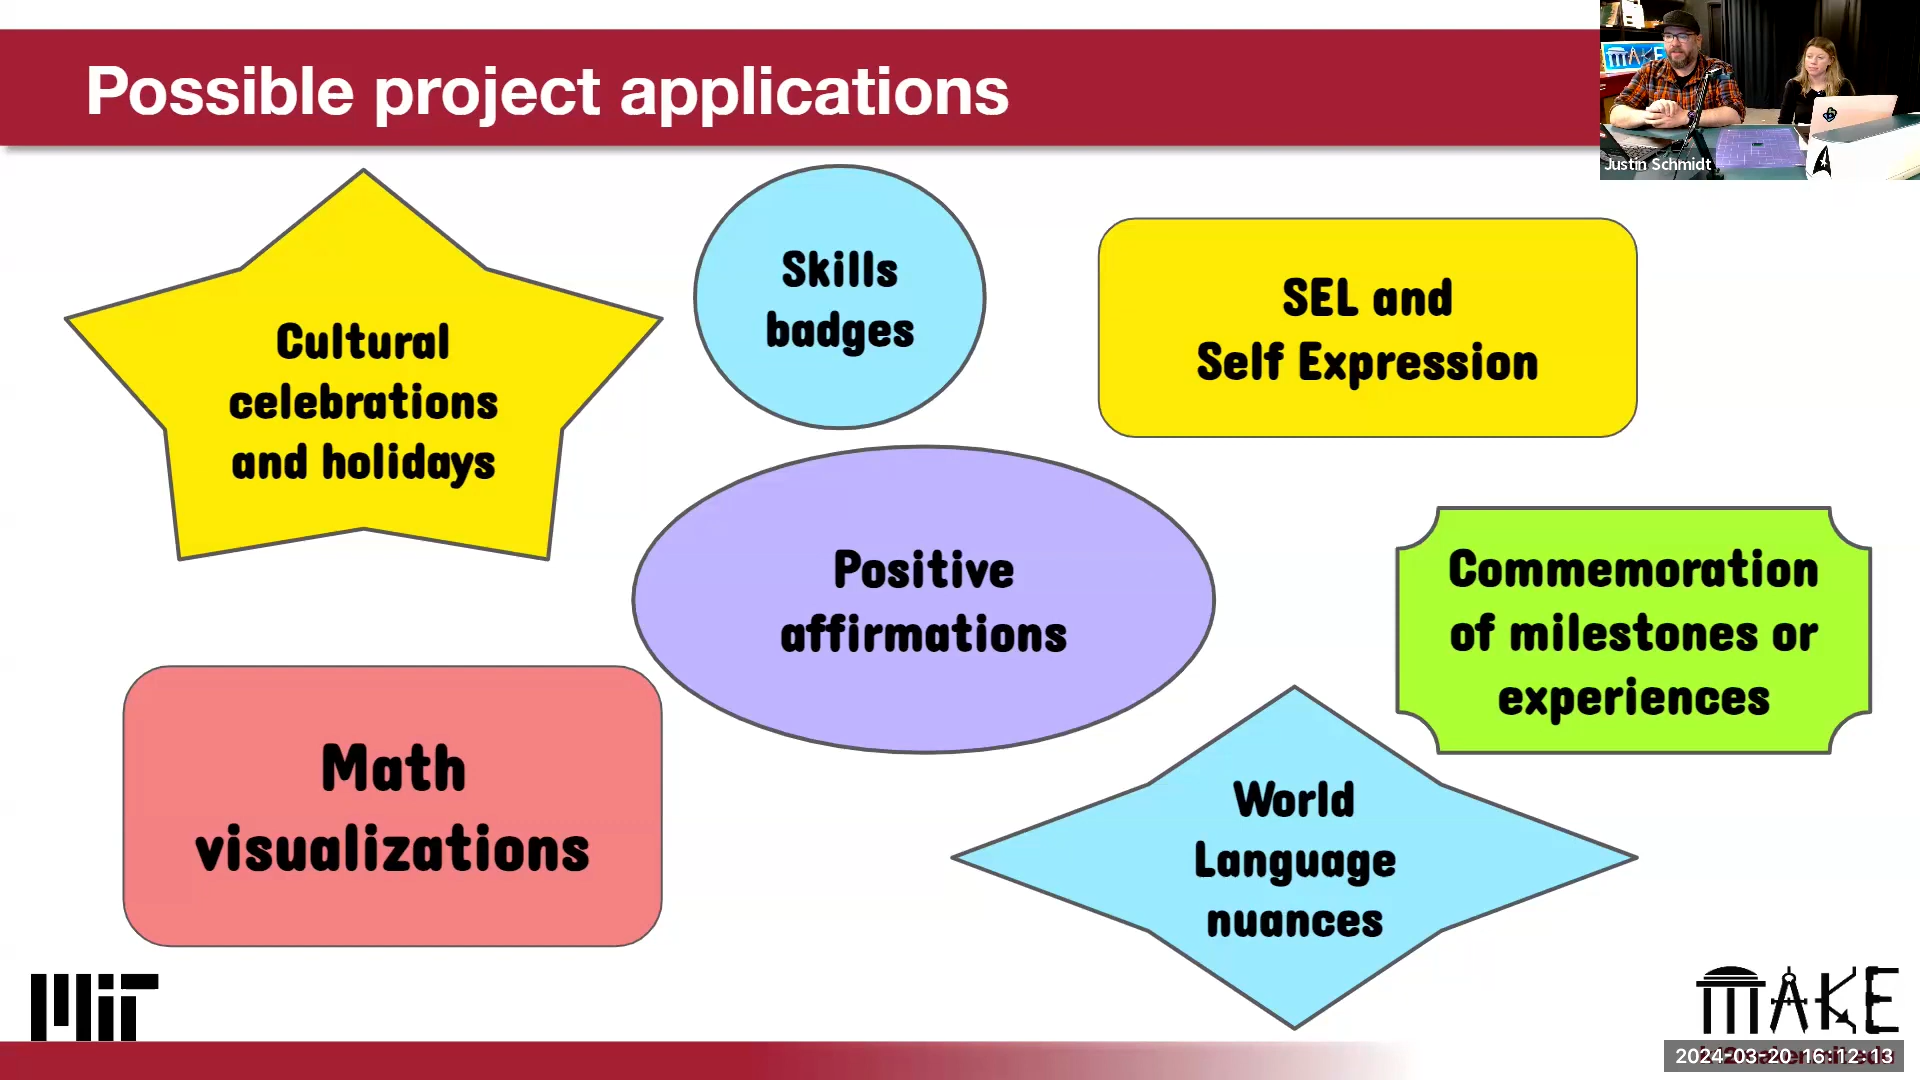 Possible project applications
MAKE
Justin Schmidt
Cultural
celebrations
and holidays
Skills
badges
SEL and
Self Expression
Positive
affirmations
Commemoration
of milestones or
experiences
Math
visualizations
World
Language
nuances
MIT
MAKE
2024-03-20 16:12:13